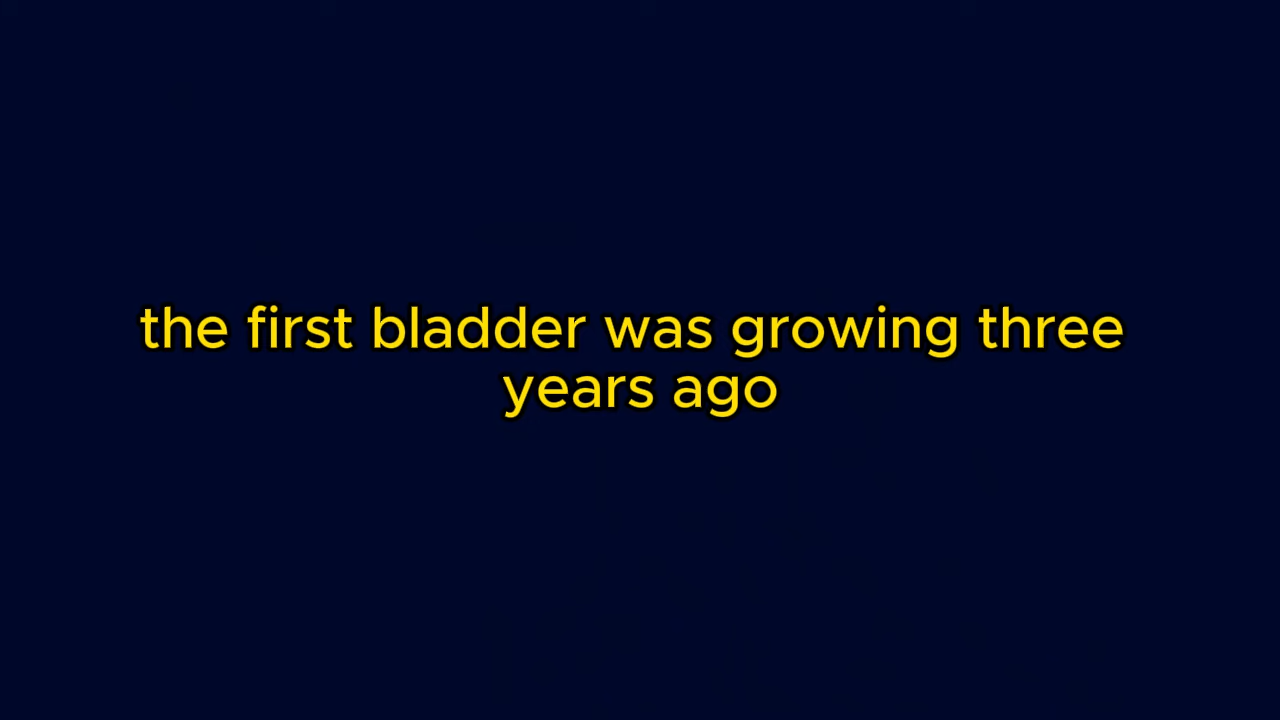 the first bladder was growing three
years ago